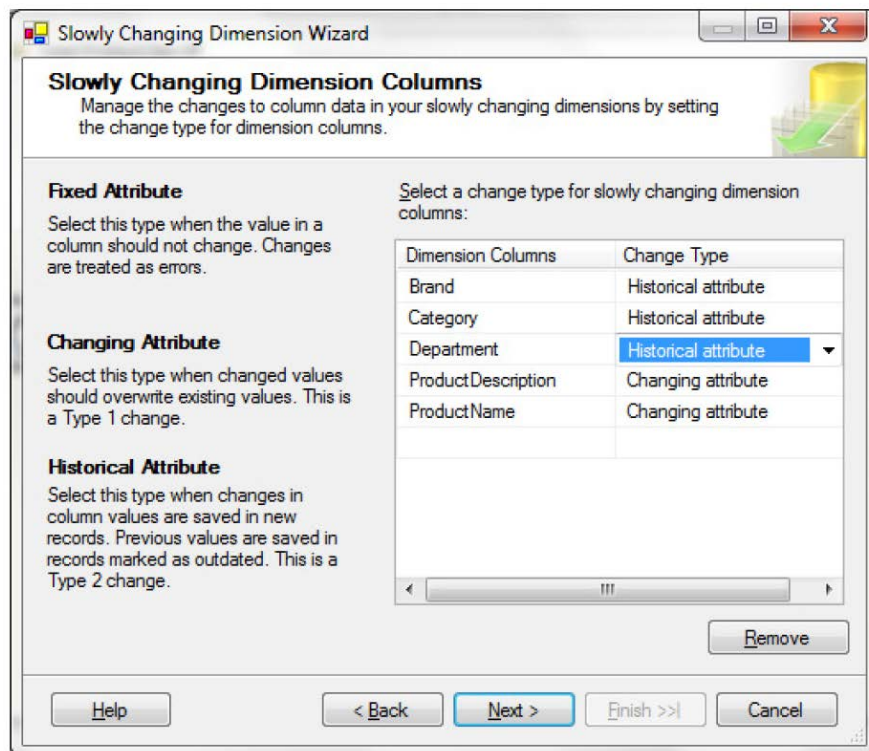 Slowly Changing Dimension Wizard
Slowly Changing Dimension Columns
Manage the changes to column data in your slowly changing dimensions by setting
the change type for dimension columns.
Fixed Attribute
Select this type when the value in a
column should not change. Changes
are treated as errors.
Changing Attribute
Select this type when changed values
should overwrite existing values. This is
a Type 1 change.
Historical Attribute
Select this type when changes in
column values are saved in new
records. Previous values are saved in
records marked as outdated. This is a
Type 2 change.
Select a change type for slowly changing dimension
columns:
Dimension Columns Change Type
Brand Historical attribute
Category Historical attribute
Department Historical attribute
ProductDescription Changing attribute
ProductName Changing attribute
Remove
Help < Back Next > Finish >>| Cancel